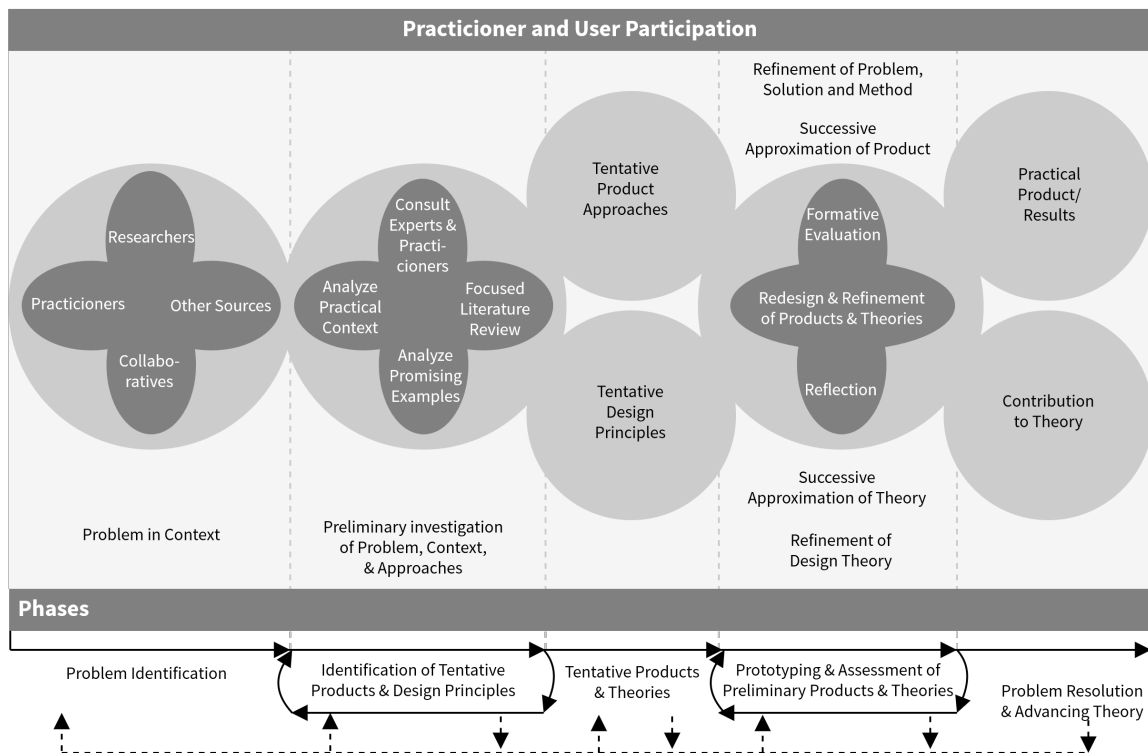 Practicioner and User Participation
Researchers
Practicioners
Other Sources
Collabo-
ratives
Problem in Context
Consult
Experts &
Practi-
cioners
Analyze
Practical
Context
Focused
Literature
Review
Analyze
Promising
Examples
Preliminary investigation
of Problem, Context,
& Approaches
Tentative
Product
Approaches
Tentative
Design
Principles
Refinement of Problem,
Solution and Method
Successive
Approximation of Product
Formative
Evaluation
Redesign & Refinement
of Products & Theories
Reflection
Successive
Approximation of Theory
Refinement of
Design Theory
Practical
Product/
Results
Contribution
to Theory
Phases
Problem Identification
Identification of Tentative
Products & Design Principles
Tentative Products
& Theories
Prototyping & Assessment of
Preliminary Products & Theories
Problem Resolution
& Advancing Theory